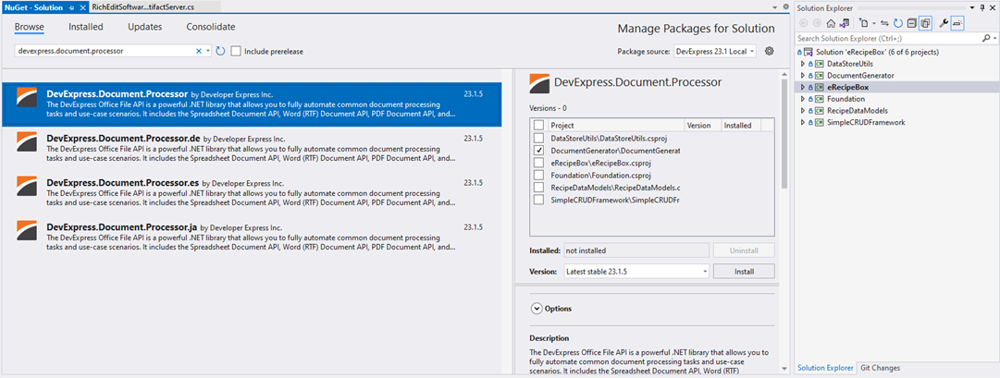 NuGet - Solution
RichEditSoftwar...tifactServer.cs
Browse
Installed
Updates
Consolidate
Manage Packages for Solution
devexpress.document.processor
Include prerelease
Package source: DevExpress 23.1 Local
DevExpress.Document.Processor by Developer Express Inc.
23.1.5
The DevExpress Office File API is a powerful .NET library that allows you to fully automate common document processing
tasks and use-case scenarios. It includes the Spreadsheet Document API, Word (RTF) Document API, PDF Document API, and...
DevExpress.Document.Processor.de by Developer Express Inc.
23.1.5
The DevExpress Office File API is a powerful .NET library that allows you to fully automate common document processing
tasks and use-case scenarios. It includes the Spreadsheet Document API, Word (RTF) Document API, PDF Document API, and...
DevExpress.Document.Processor.es by Developer Express Inc.
23.1.5
The DevExpress Office File API is a powerful .NET library that allows you to fully automate common document processing
tasks and use-case scenarios. It includes the Spreadsheet Document API, Word (RTF) Document API, PDF Document API, and...
DevExpress.Document.Processor.ja by Developer Express Inc.
23.1.5
The DevExpress Office File API is a powerful .NET library that allows you to fully automate common document processing
tasks and use-case scenarios. It includes the Spreadsheet Document API, Word (RTF) Document API, PDF Document API, and...
DevExpress.Document.Processor
Versions - 0
Project Version Installed
DataStoreUtils\DataStoreUtils.csproj
DocumentGenerator\DocumentGenerat
eRecipeBox\eRecipeBox.csproj
Foundation\Foundation.csproj
RecipeDataModels\RecipeDataModels.c
SimpleCRUDFramework\SimpleCRUDFr
Installed: not installed Uninstall
Version: Latest stable 23.1.5 Install
Options
Description
The DevExpress Office File API is a powerful .NET library that allows you to
fully automate common document processing tasks and use-case
scenarios. It includes the Spreadsheet Document API, Word (RTF)
Solution Explorer
Search Solution Explorer (Ctrl+;)
Solution 'eRecipeBox' (6 of 6 projects)
DataStoreUtils
DocumentGenerator
eRecipeBox
Foundation
RecipeDataModels
SimpleCRUDFramework
Solution Explorer Git Changes